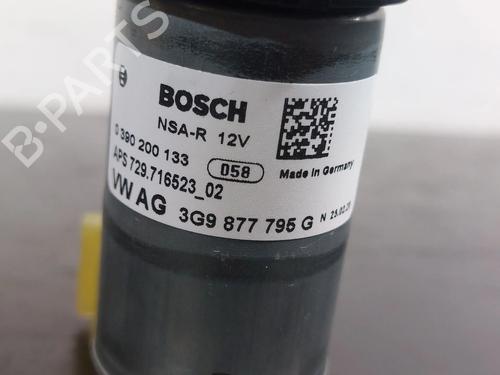 BOSCH
NSA-R 12V
0 390 200 133
058
Made in Germany
APS 729.716523_02
VW AG 3G9 877 795 G N
B-PARTS